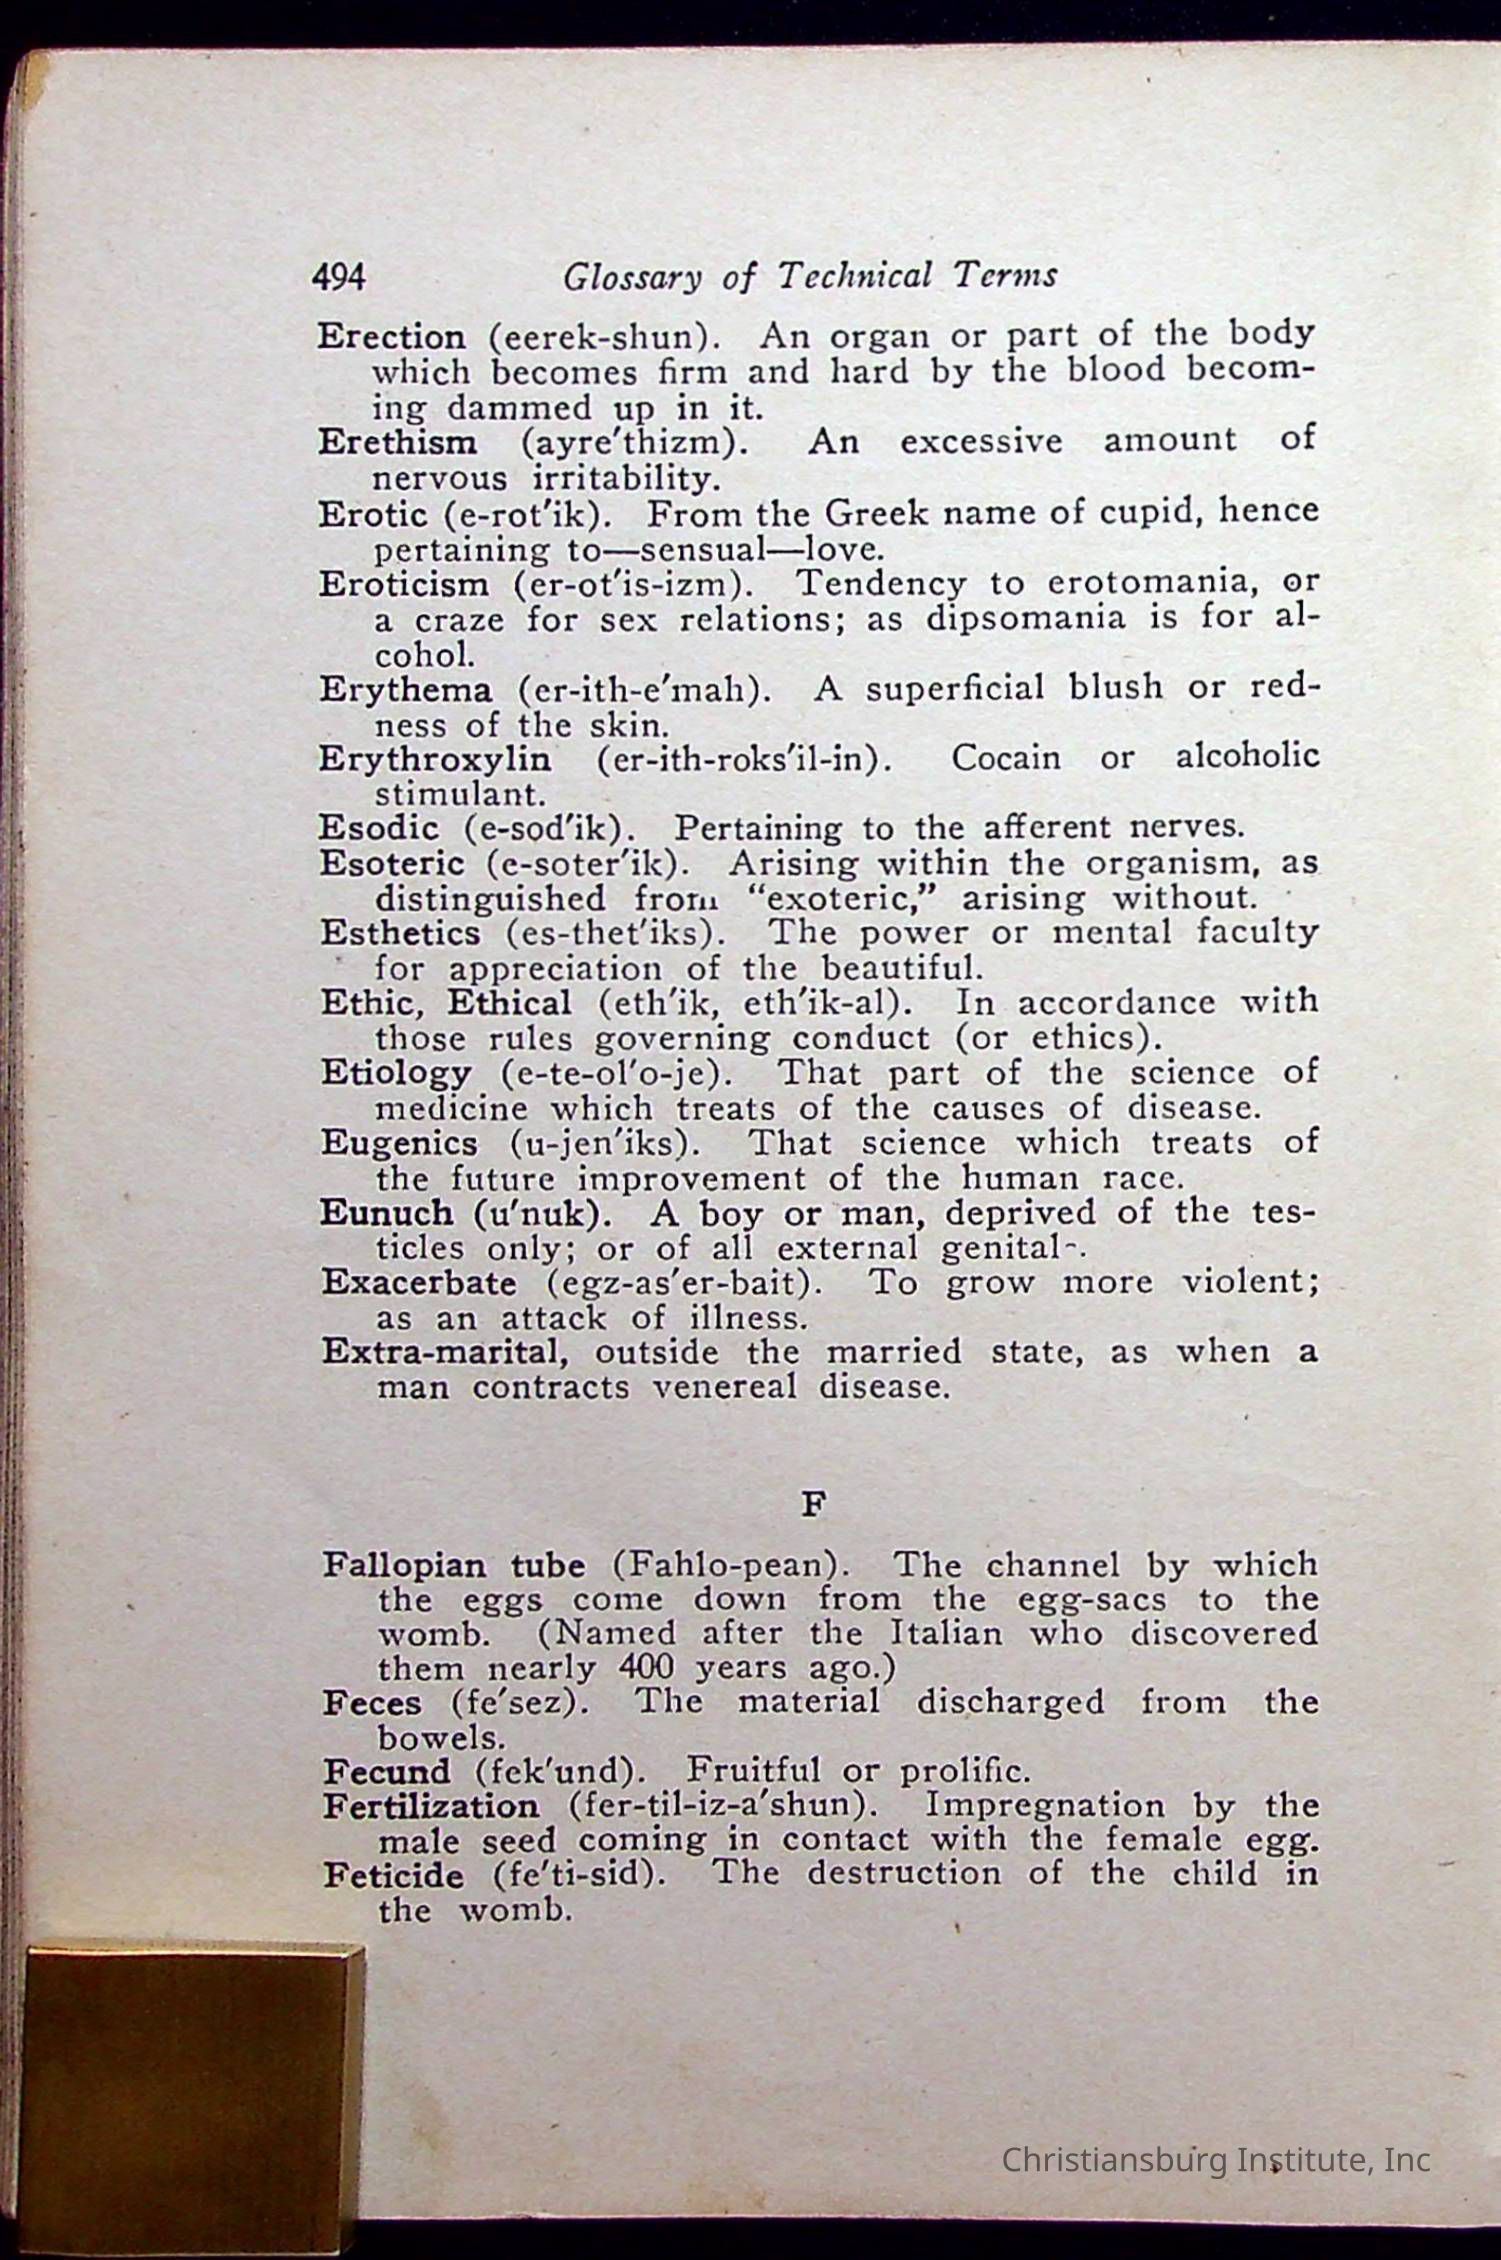 494 Glossary of Technical Terms
Erection (eerek-shun). An organ or part of the body
which becomes firm and hard by the blood becom-
ing dammed up in it.
Erethism (ayre′thizm). An excessive amount of
nervous irritability.
Erotic (e-rot′ik). From the Greek name of cupid, hence
pertaining to—sensual—love.
Eroticism (er-ot′is-izm). Tendency to erotomania, or
a craze for sex relations; as dipsomania is for al-
cohol.
Erythema (er-ith-e′mah). A superficial blush or red-
ness of the skin.
Erythroxylin (er-ith-roks′il-in). Cocain or alcoholic
stimulant.
Esodic (e-sod′ik). Pertaining to the afferent nerves.
Esoteric (e-soter′ik). Arising within the organism, as
distinguished from “exoteric,” arising without.
Esthetics (es-thet′iks). The power or mental faculty
for appreciation of the beautiful.
Ethic, Ethical (eth′ik, eth′ik-al). In accordance with
those rules governing conduct (or ethics).
Etiology (e-te-ol′o-je). That part of the science of
medicine which treats of the causes of disease.
Eugenics (u-jen′iks). That science which treats of
the future improvement of the human race.
Eunuch (u′nuk). A boy or man, deprived of the tes-
ticles only; or of all external genital-.
Exacerbate (egz-as′er-bait). To grow more violent;
as an attack of illness.
Extra-marital, outside the married state, as when a
man contracts venereal disease.
F
Fallopian tube (Fahlo-pean). The channel by which
the eggs come down from the egg-sacs to the
womb. (Named after the Italian who discovered
them nearly 400 years ago.)
Feces (fe′sez). The material discharged from the
bowels.
Fecund (fek′und). Fruitful or prolific.
Fertilization (fer-til-iz-a′shun). Impregnation by the
male seed coming in contact with the female egg.
Feticide (fe′ti-sid). The destruction of the child in
the womb.
Christiansburg Institute, Inc